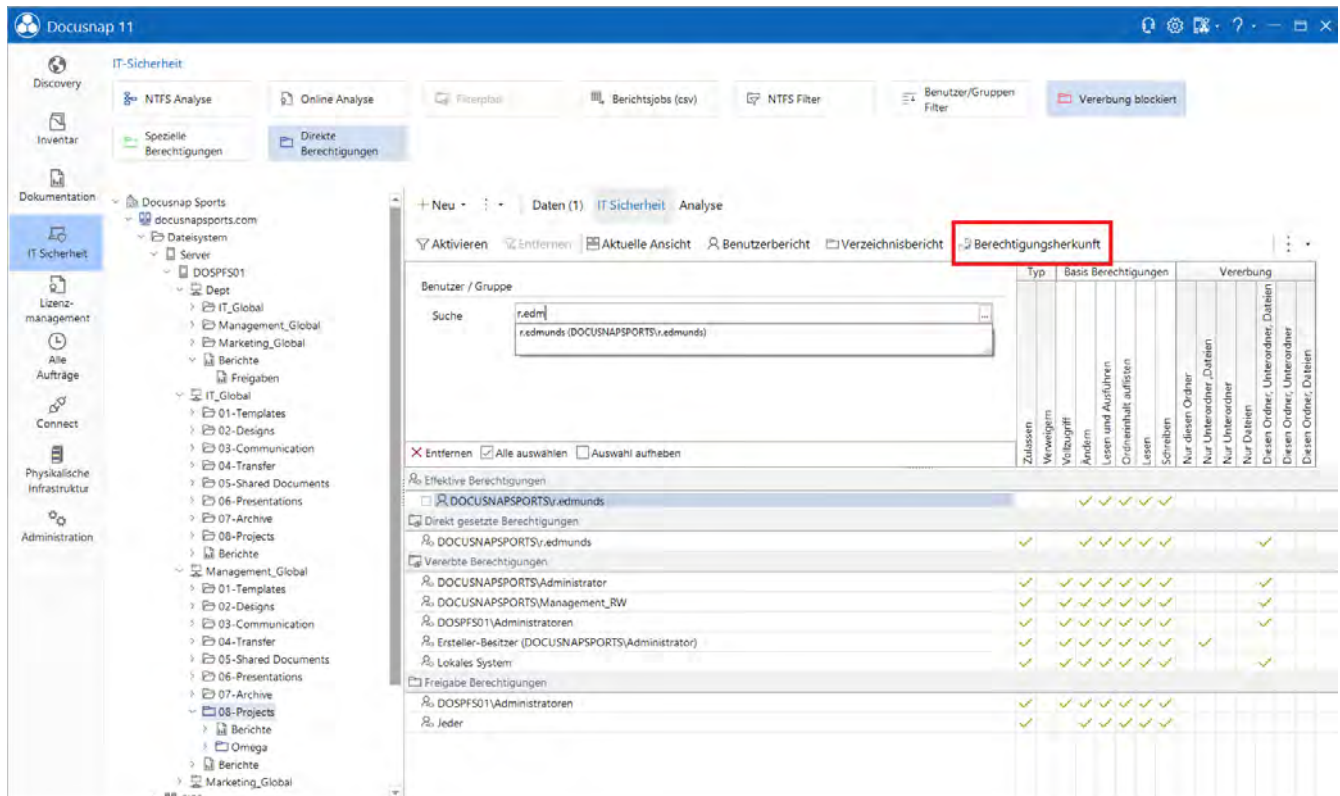 Docusnap 11
IT-Sicherheit
NTFS Analyse
Online Analyse
Filterpfad
Berichtsjobs (csv)
NTFS Filter
Benutzer/Gruppen
Filter
Vererbung blockiert
Spezielle
Berechtigungen
Direkte
Berechtigungen
Discovery
Inventar
Dokumentation
IT Sicherheit
Lizenz-
management
Alle
Aufträge
Connect
Physikalische
Infrastruktur
Administration
Docusnap Sports
docusnapsports.com
Dateisystem
Server
DOSPFS01
Dept
IT_Global
Management_Global
Marketing_Global
Berichte
Freigaben
IT_Global
01-Templates
02-Designs
03-Communication
04-Transfer
05-Shared Documents
06-Presentations
07-Archive
08-Projects
Berichte
Management_Global
01-Templates
02-Designs
03-Communication
04-Transfer
05-Shared Documents
06-Presentations
07-Archive
08-Projects
Berichte
Omega
Berichte
Marketing_Global
Neu
Daten (1)
IT Sicherheit
Analyse
Aktivieren
Entfernen
Aktuelle Ansicht
Benutzerbericht
Verzeichnisbericht
Berechtigungsherkunft
Benutzer / Gruppe
Suche
r.edm
...
r.edmunds (DOCUSNAPSPORTS\r.edmunds)
Entfernen
Alle auswählen
Auswahl aufheben
Typ
Basis Berechtigungen
Vererbung
Zulassen
Verweigern
Vollzugriff
Ändern
Lesen und Ausführen
Ordnerinhalt auflisten
Lesen
Schreiben
Nur diesen Ordner
Nur Unterordner ,Dateien
Nur Unterordner
Nur Dateien
Diesen Ordner, Unterordner, Dateien
Diesen Ordner, Unterordner
Diesen Ordner, Dateien
Effektive Berechtigungen
DOCUSNAPSPORTS\r.edmunds
Direkt gesetzte Berechtigungen
DOCUSNAPSPORTS\r.edmunds
Vererbte Berechtigungen
DOCUSNAPSPORTS\Administrator
DOCUSNAPSPORTS\Management_RW
DOSPFS01\Administratoren
Ersteller-Besitzer (DOCUSNAPSPORTS\Administrator)
Lokales System
Freigabe Berechtigungen
DOSPFS01\Administratoren
Jeder